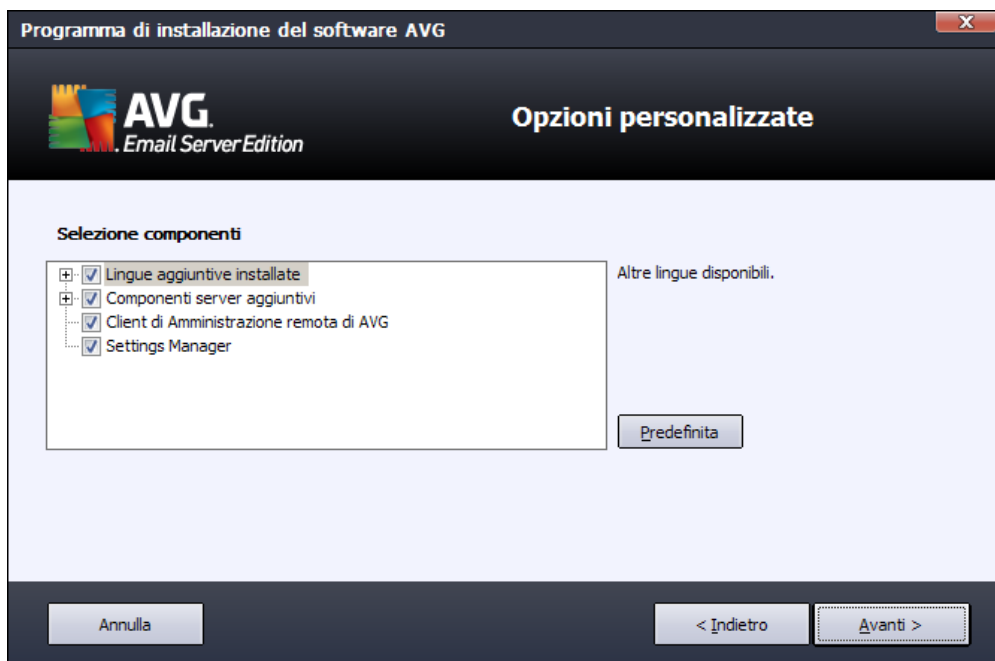 Programma di installazione del software AVG
X
AVG.
Email Server Edition
Opzioni personalizzate
Selezione componenti
Lingue aggiuntive installate
Componenti server aggiuntivi
Client di Amministrazione remota di AVG
Settings Manager
Altre lingue disponibili.
Predefinita
Annulla
< Indietro
Avanti >